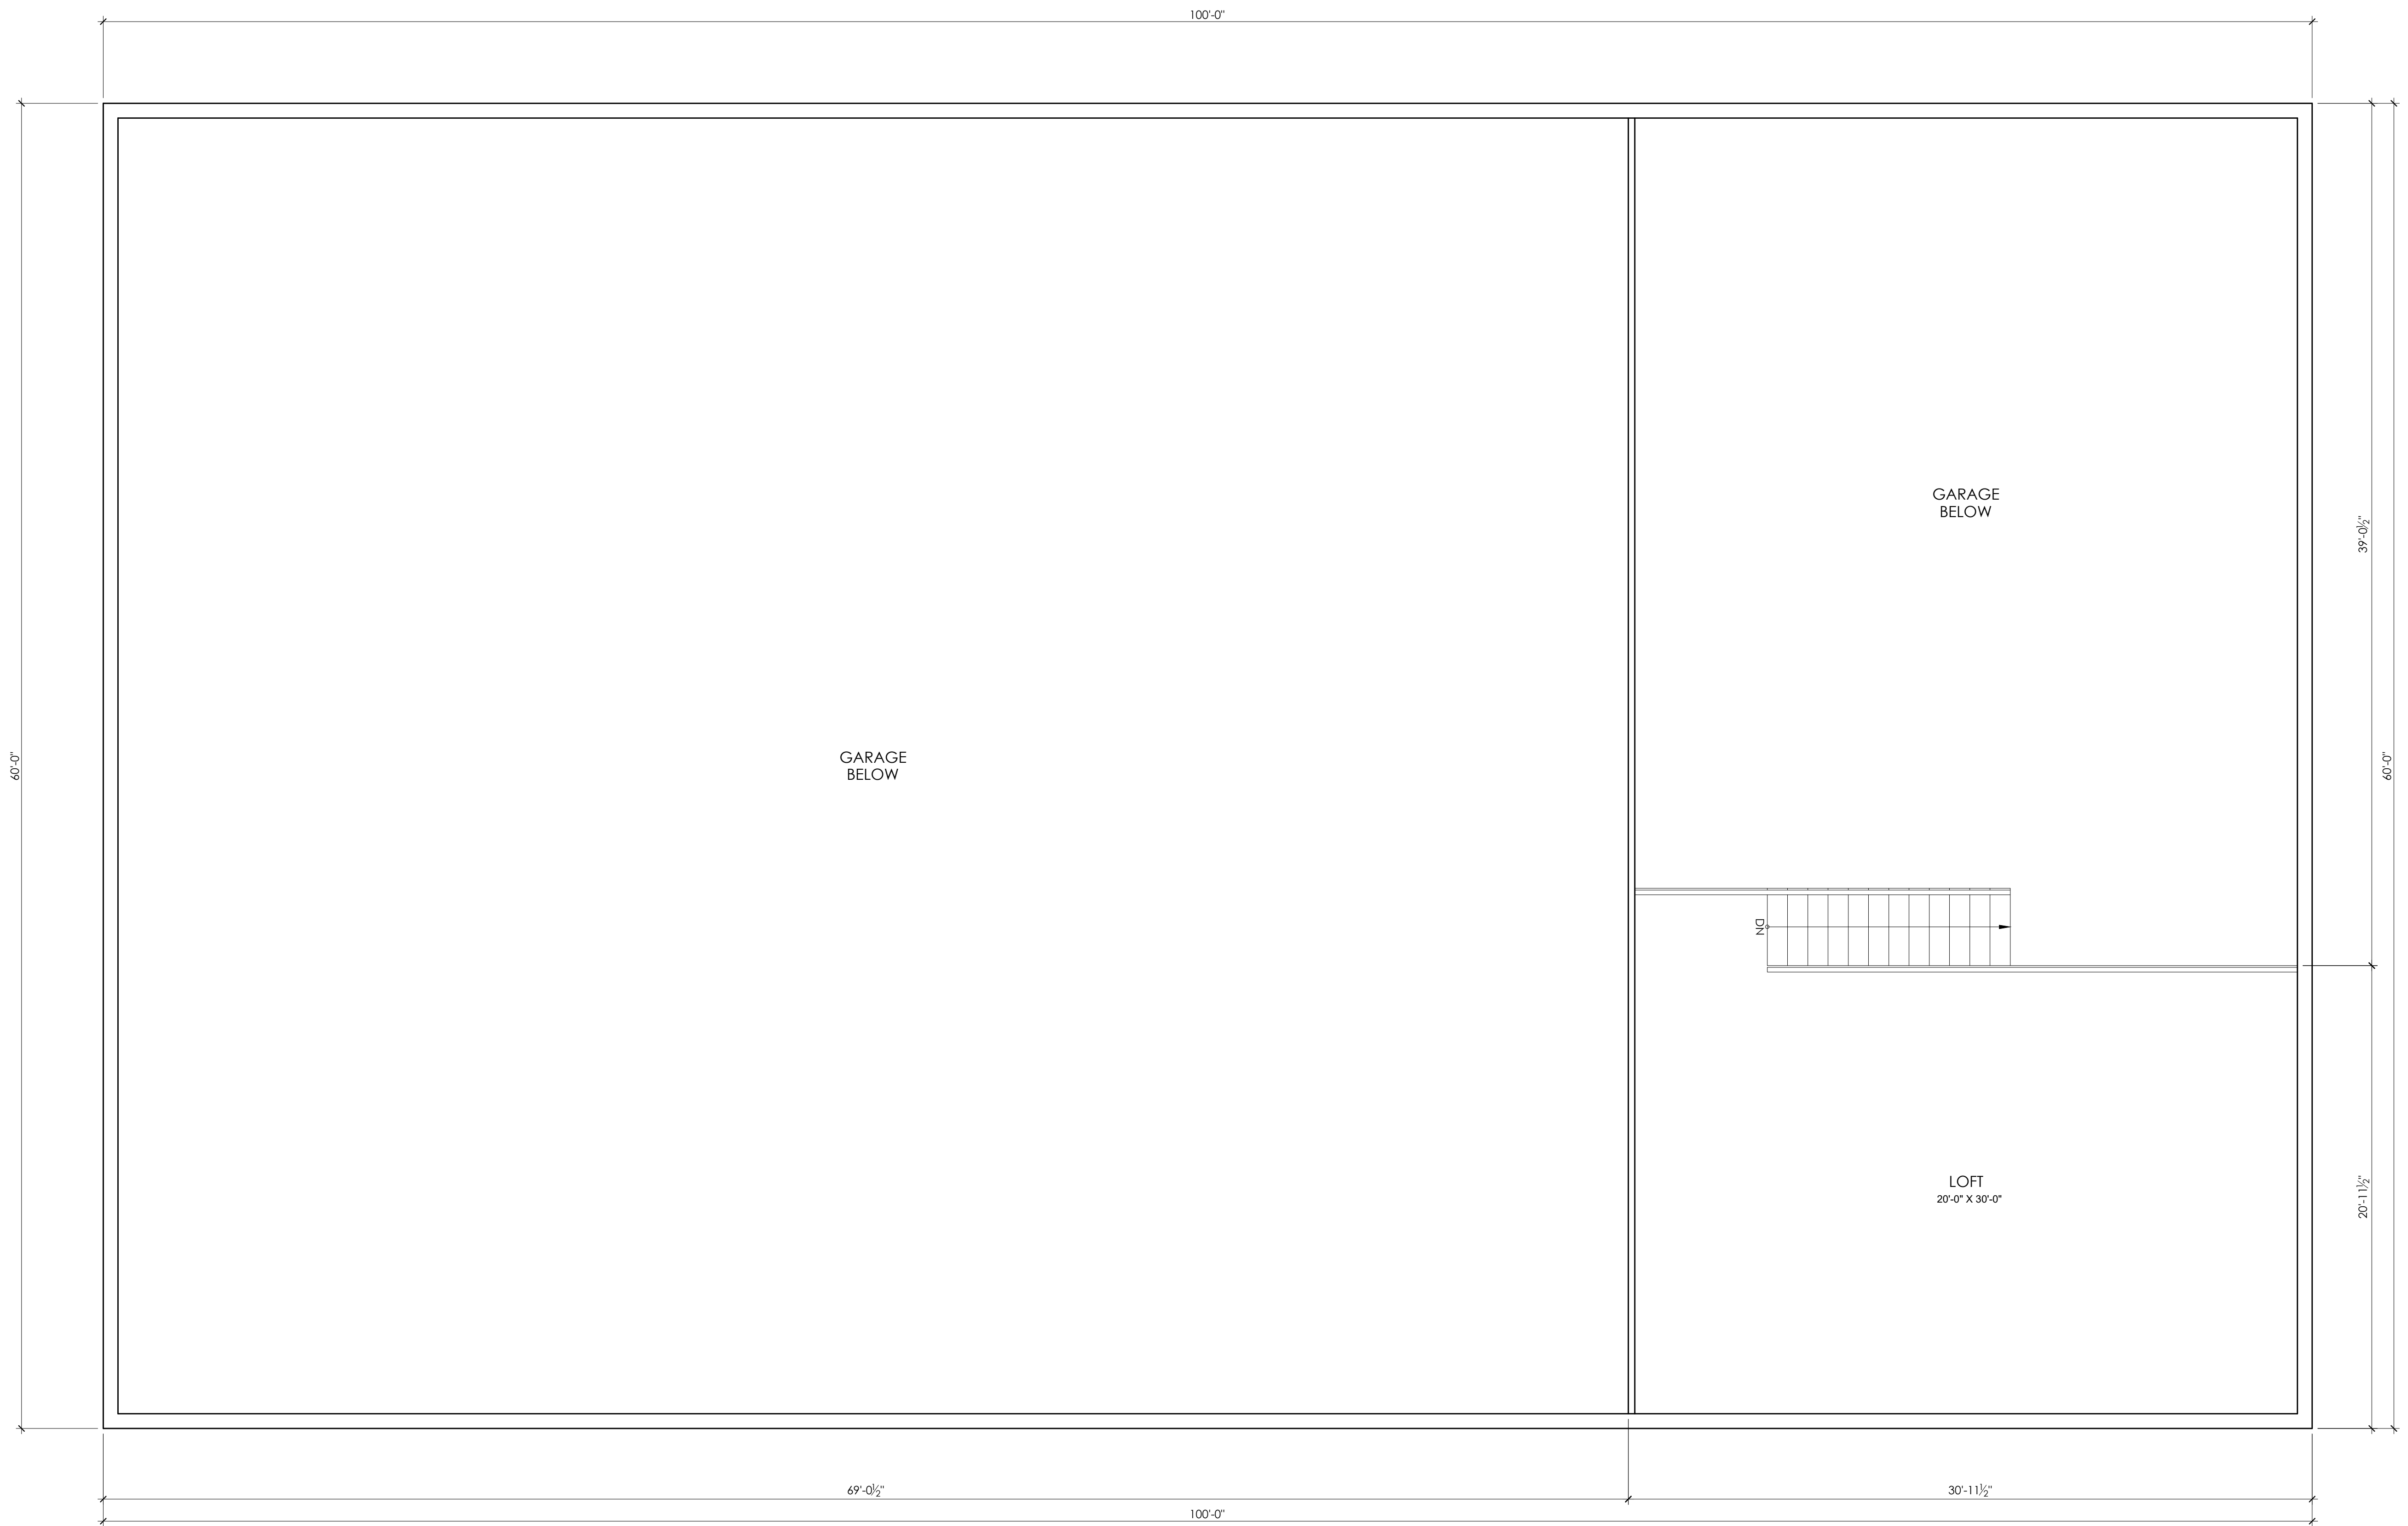 100'-0"
GARAGE
BELOW
39'-0½"
GARAGE
BELOW
60'-0"
60'-0"
DN
LOFT
20'-0" X 30'-0"
20'-11½"
69'-0½"
30'-11½"
100'-0"